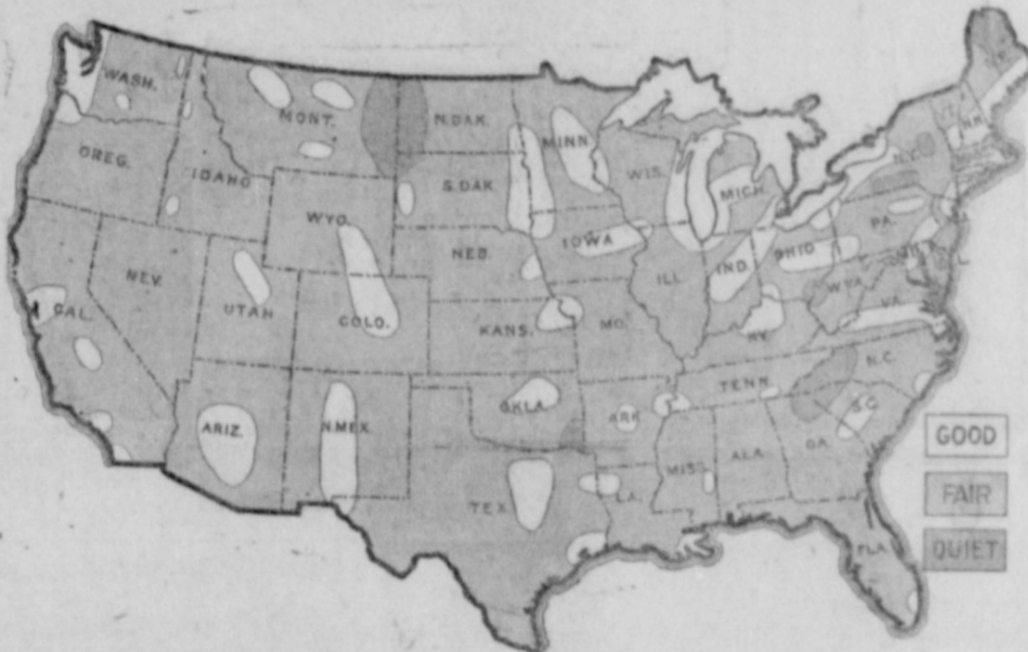 WASH.
OREG.
IDAHO
MONT.
N.DAK.
S.DAK.
MINN.
WIS.
MICH.
WYO.
NEB.
IOWA
ILL
IND.
OHIO
PA.
N.Y.
N.H.
NEV.
UTAH
COLO.
KANS.
MO.
KY.
W.VA.
VA.
CAL.
ARIZ.
N.MEX.
OKLA.
ARK
TENN.
N.C.
S.C.
TEX.
LA.
MIS.
ALA.
GA.
FLA.
GOOD
FAIR
QUIET